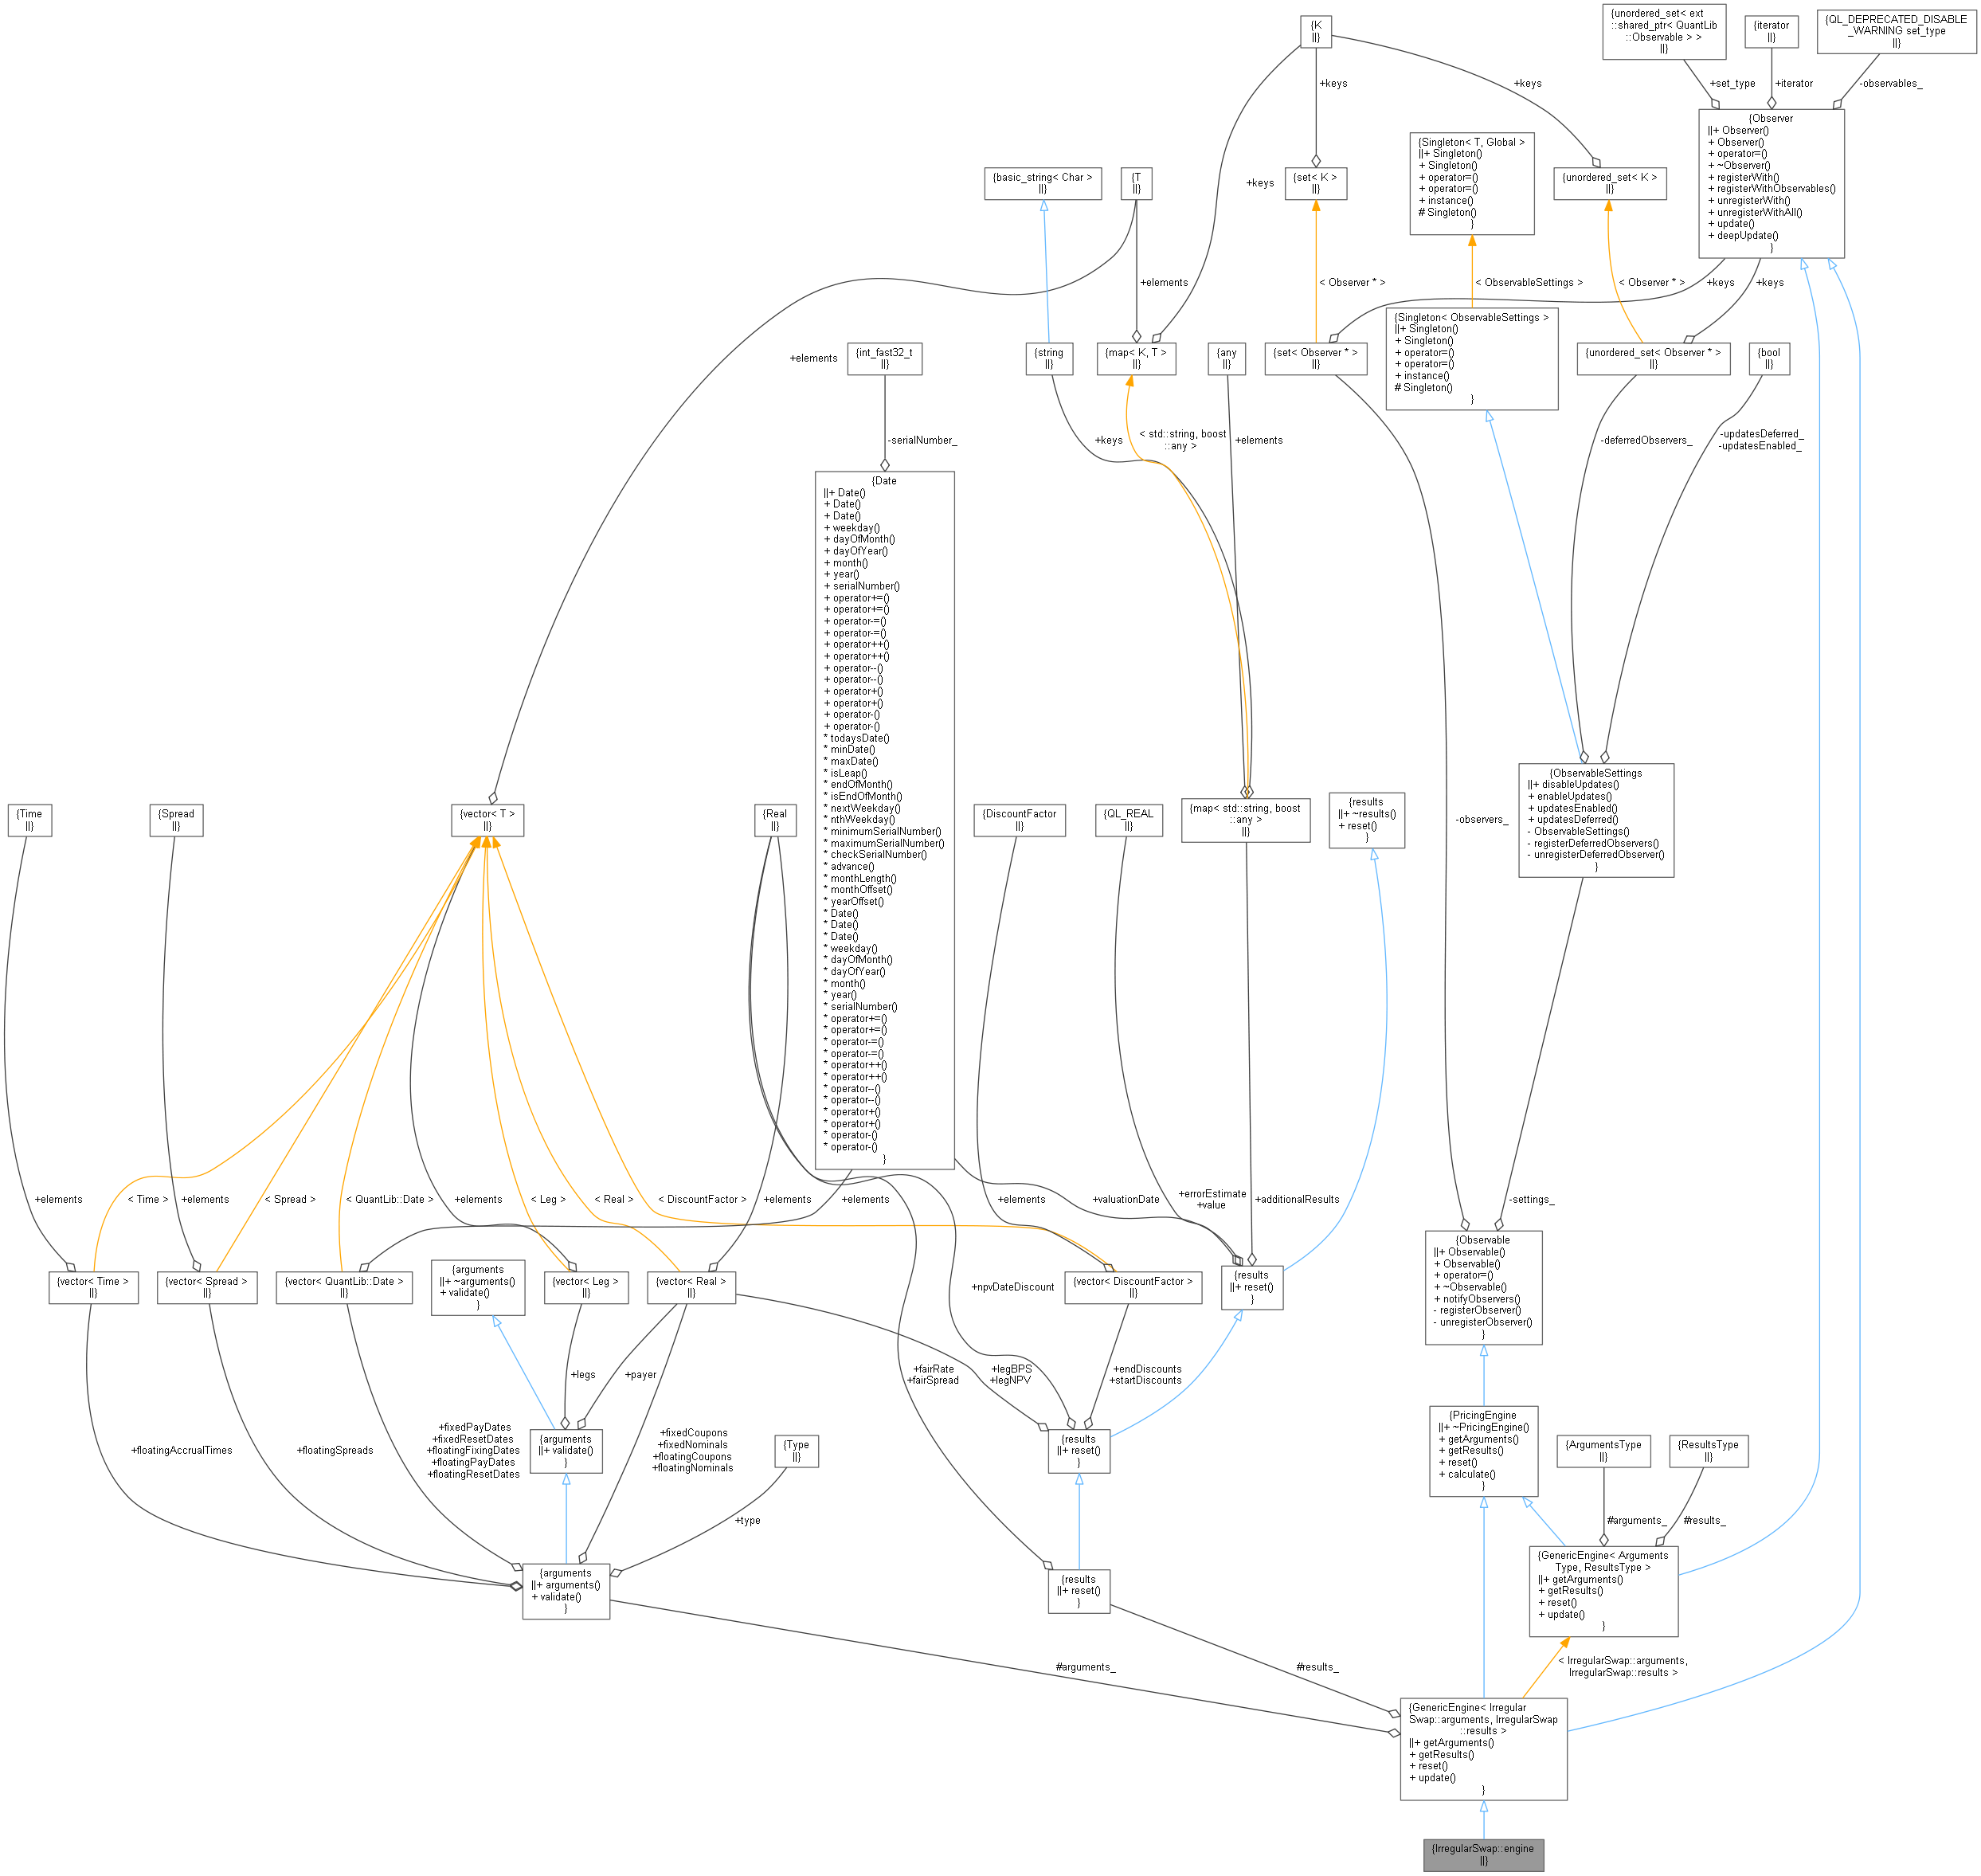 {K
||}
{unordered_set< ext
::shared_ptr< QuantLib
::Observable > >
||}
{iterator
||}
{QL_DEPRECATED_DISABLE
_WARNING set_type
||}
+keys
+keys
+set_type
+iterator
-observables_
{Observer
||+ Observer()
+ Observer()
+ operator=()
+ ~Observer()
+ registerWith()
+ registerWithObservables()
+ unregisterWith()
+ unregisterWithAll()
+ update()
+ deepUpdate()
}
{Singleton< T, Global >
||+ Singleton()
+ Singleton()
+ operator=()
+ operator=()
+ instance()
# Singleton()
}
{basic_string< Char >
||}
{T
||}
+keys
{set< K >
||}
{unordered_set< K >
||}
+elements
< Observer * >
< ObservableSettings >
< Observer * >
+keys
+keys
+elements
{int_fast32_t
||}
{string
||}
{map< K, T >
||}
{any
||}
{set< Observer * >
||}
{Singleton< ObservableSettings >
||+ Singleton()
+ Singleton()
+ operator=()
+ operator=()
+ instance()
# Singleton()
}
{unordered_set< Observer * >
||}
{bool
||}
-serialNumber_
+keys
< std::string, boost
::any >
+elements
-deferredObservers_
-updatesDeferred_
-updatesEnabled_
{Date
||+ Date()
+ Date()
+ Date()
+ weekday()
+ dayOfMonth()
+ dayOfYear()
+ month()
+ year()
+ serialNumber()
+ operator+=()
+ operator+=()
+ operator-=()
+ operator-=()
+ operator++()
+ operator++()
+ operator--()
+ operator--()
+ operator+()
+ operator+()
+ operator-()
+ operator-()
* todaysDate()
* minDate()
* maxDate()
* isLeap()
* endOfMonth()
* isEndOfMonth()
* nextWeekday()
* nthWeekday()
* minimumSerialNumber()
* maximumSerialNumber()
* checkSerialNumber()
* advance()
* monthLength()
* monthOffset()
* yearOffset()
* Date()
* Date()
* Date()
* weekday()
* dayOfMonth()
* dayOfYear()
* month()
* year()
* serialNumber()
* operator+=()
* operator+=()
* operator-=()
* operator-=()
* operator++()
* operator++()
* operator--()
* operator--()
* operator+()
* operator+()
* operator-()
* operator-()
}
{Time
||}
{Spread
||}
{vector< T >
||}
{Real
||}
{DiscountFactor
||}
{QL_REAL
||}
{map< std::string, boost
::any >
||}
{results
||+ ~results()
+ reset()
}
-observers_
{ObservableSettings
||+ disableUpdates()
+ enableUpdates()
+ updatesEnabled()
+ updatesDeferred()
- ObservableSettings()
- registerDeferredObservers()
- unregisterDeferredObserver()
}
+elements
< Time >
+elements
< Spread >
< QuantLib::Date >
+elements
< Leg >
< Real >
< DiscountFactor >
+elements
+elements
+elements
+valuationDate
+errorEstimate
+value
+additionalResults
-settings_
{vector< Time >
||}
{vector< Spread >
||}
{vector< QuantLib::Date >
||}
{arguments
||+ ~arguments()
+ validate()
}
{vector< Leg >
||}
{vector< Real >
||}
+npvDateDiscount
{vector< DiscountFactor >
||}
{results
||+ reset()
}
{Observable
||+ Observable()
+ Observable()
+ operator=()
+ ~Observable()
+ notifyObservers()
- registerObserver()
- unregisterObserver()
}
+legs
+payer
+fairRate
+fairSpread
+legBPS
+legNPV
+endDiscounts
+startDiscounts
+floatingAccrualTimes
+floatingSpreads
+fixedPayDates
+fixedResetDates
+floatingFixingDates
+floatingPayDates
+floatingResetDates
{arguments
||+ validate()
}
+fixedCoupons
+fixedNominals
+floatingCoupons
+floatingNominals
{Type
||}
{results
||+ reset()
}
{PricingEngine
||+ ~PricingEngine()
+ getArguments()
+ getResults()
+ reset()
+ calculate()
}
{ArgumentsType
||}
{ResultsType
||}
+type
#arguments_
#results_
{arguments
||+ arguments()
+ validate()
}
{results
||+ reset()
}
{GenericEngine< Arguments
Type, ResultsType >
||+ getArguments()
+ getResults()
+ reset()
+ update()
}
#arguments_
#results_
< IrregularSwap::arguments,
IrregularSwap::results >
{GenericEngine< Irregular
Swap::arguments, IrregularSwap
::results >
||+ getArguments()
+ getResults()
+ reset()
+ update()
}
{IrregularSwap::engine
||}